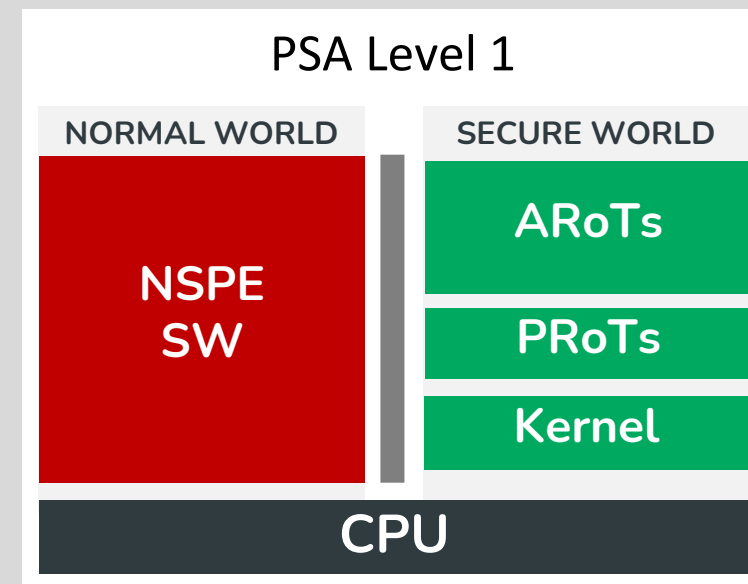 PSA Level 1
NORMAL WORLD
NSPE
SW
SECURE WORLD
ARoTs
PRoTs
Kernel
CPU